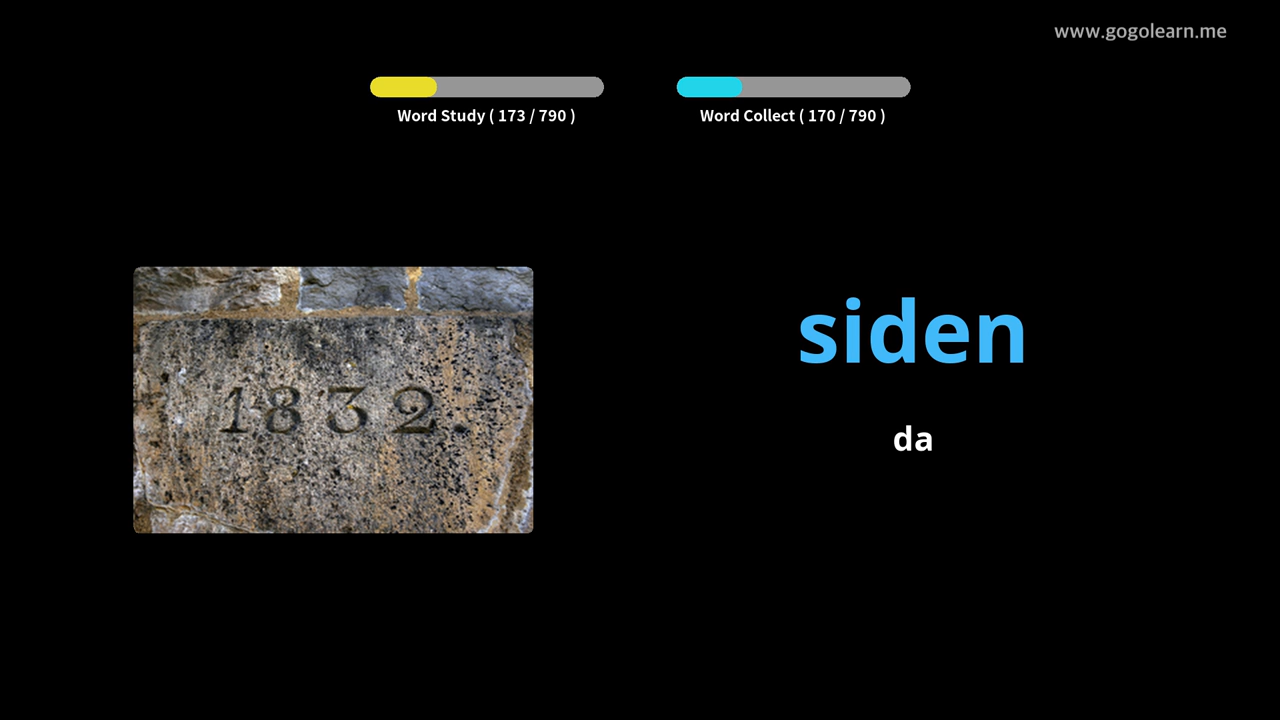 www.gogolearn.me
Word Study ( 173 / 790 )
Word Collect ( 170 / 790 )
1832.
siden
da